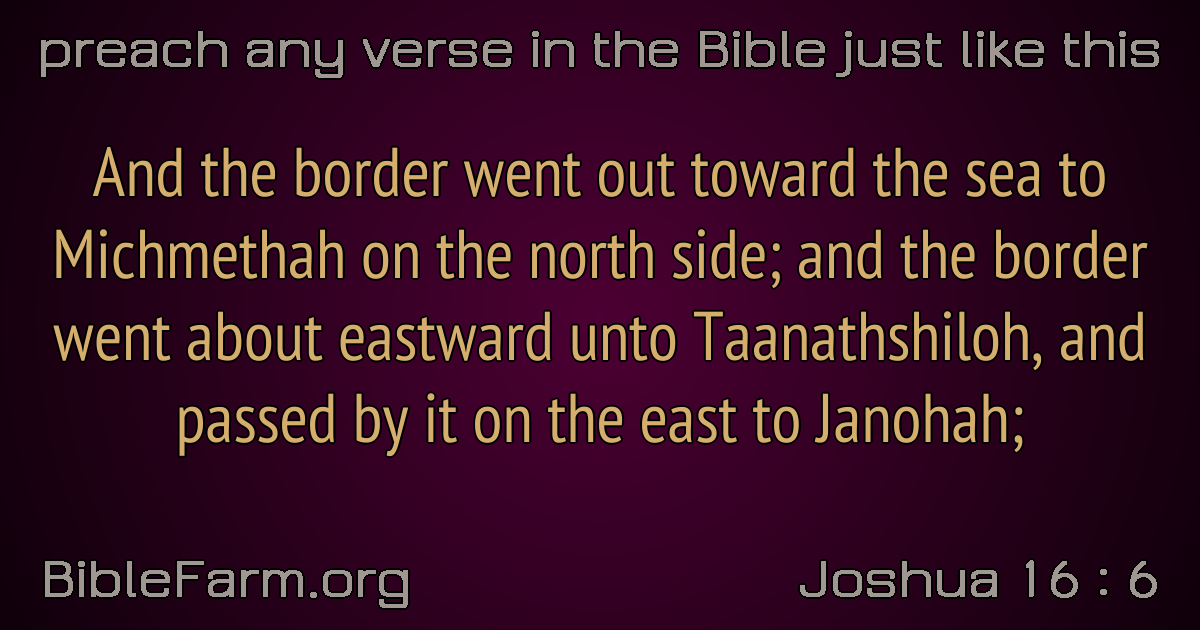 preach any verse in the Bible just like this
And the border went out toward the sea to
Michmethah on the north side; and the border
went about eastward unto Taanathshiloh, and
passed by it on the east to Janohah;
BibleFarm.org
Joshua 16 : 6